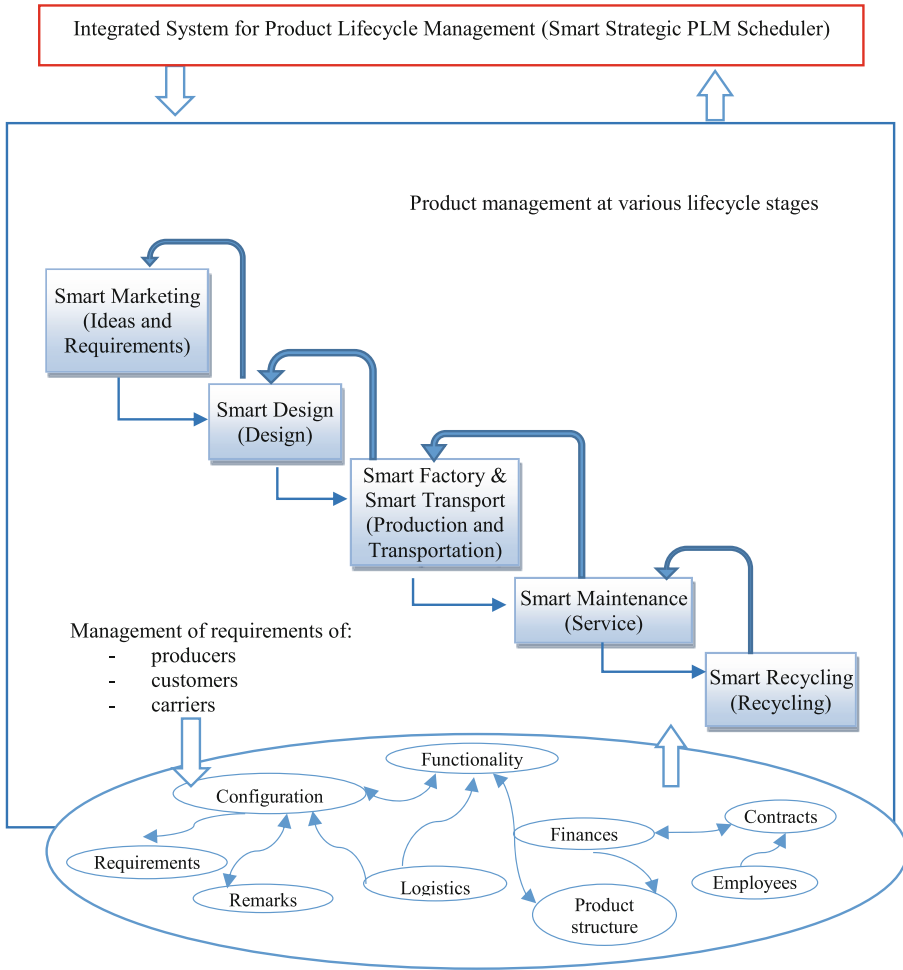 Integrated System for Product Lifecycle Management (Smart Strategic PLM Scheduler)
Product management at various lifecycle stages
Smart Marketing
(Ideas and
Requirements)
Smart Design
(Design)
Smart Factory &
Smart Transport
(Production and
Transportation)
Smart Maintenance
(Service)
Smart Recycling
(Recycling)
Management of requirements of:
- producers
- customers
- carriers
Functionality
Configuration
Finances
Contracts
Requirements
Remarks
Logistics
Product
structure
Employees